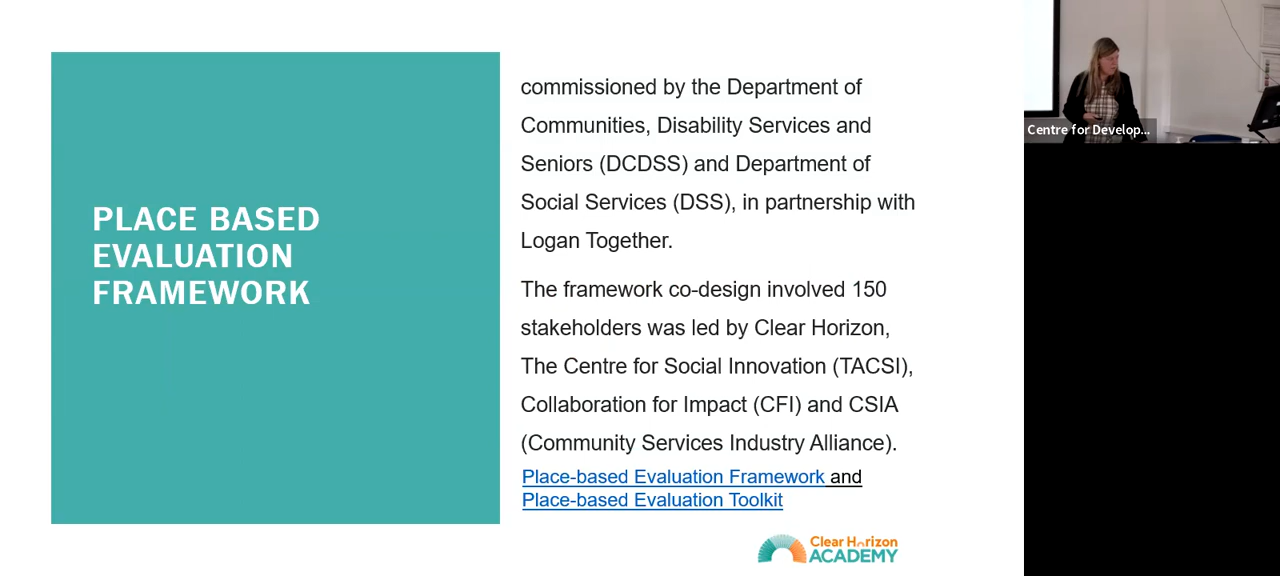 PLACE BASED
EVALUATION
FRAMEWORK
commissioned by the Department of
Communities, Disability Services and
Seniors (DCDSS) and Department of
Social Services (DSS), in partnership with
Logan Together.
The framework co-design involved 150
stakeholders was led by Clear Horizon,
The Centre for Social Innovation (TACSI),
Collaboration for Impact (CFI) and CSIA
(Community Services Industry Alliance).
Place-based Evaluation Framework and
Place-based Evaluation Toolkit
Clear Horizon
ACADEMY
Centre for Develop...